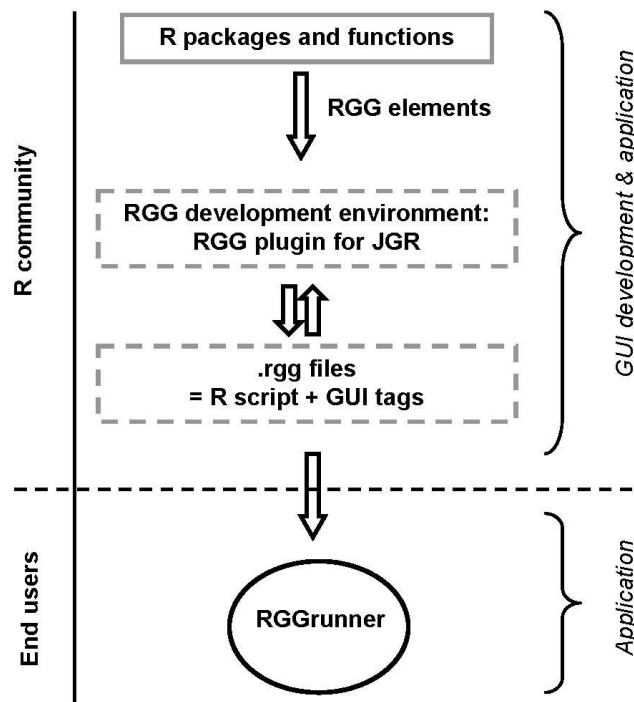 R packages and functions
RGG elements
RGG development environment:
RGG plugin for JGR
.rgg files
= R script + GUI tags
RGGrunner
R community
End users
GUI development & application
Application